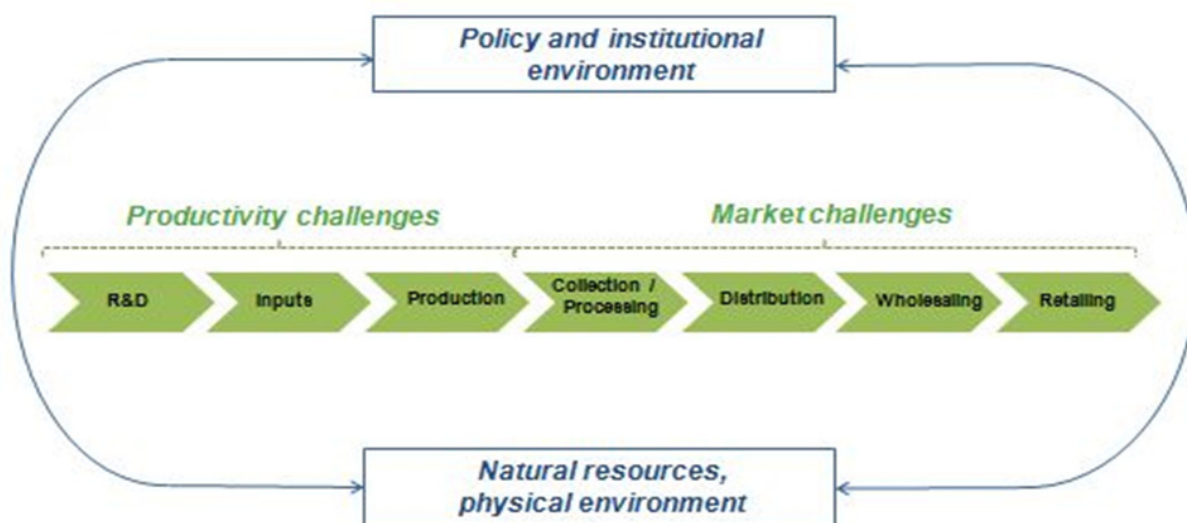 Policy and institutional
environment
Productivity challenges
Market challenges
R&D
Inputs
Production
Collection /
Processing
Distribution
Wholesaling
Retailing
Natural resources,
physical environment